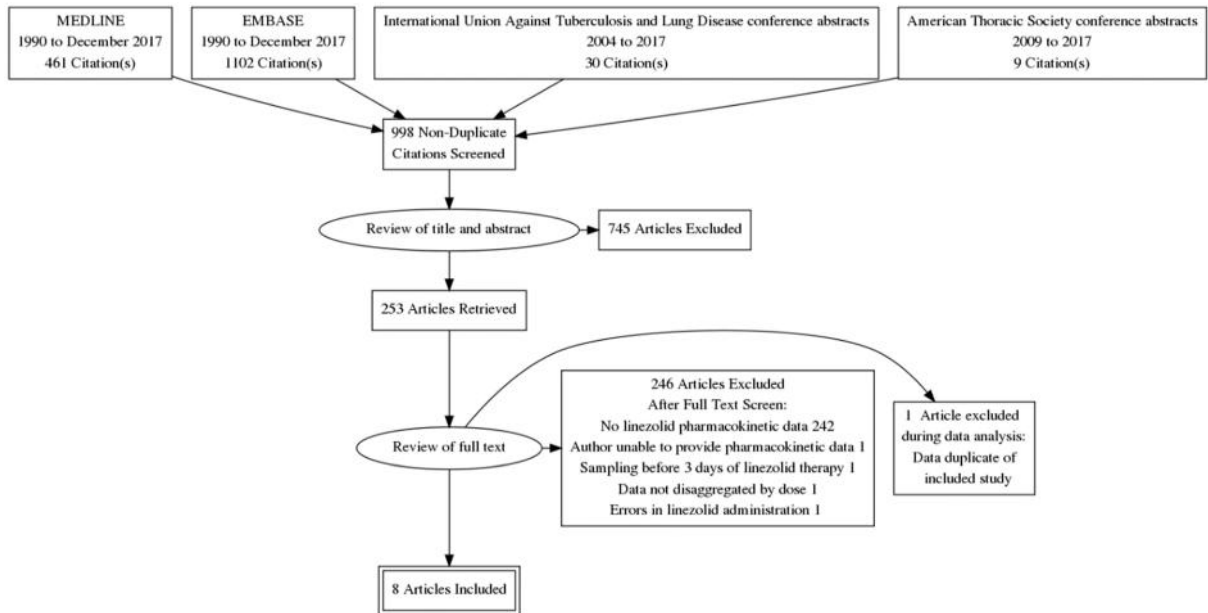 MEDLINE
1990 to December 2017
461 Citation(s)
EMBASE
1990 to December 2017
1102 Citation(s)
International Union Against Tuberculosis and Lung Disease conference abstracts
2004 to 2017
30 Citation(s)
American Thoracic Society conference abstracts
2009 to 2017
9 Citation(s)
998 Non-Duplicate
Citations Screened
Review of title and abstract
745 Articles Excluded
253 Articles Retrieved
Review of full text
246 Articles Excluded
After Full Text Screen:
No linezolid pharmacokinetic data 242
Author unable to provide pharmacokinetic data 1
Sampling before 3 days of linezolid therapy 1
Data not disaggregated by dose 1
Errors in linezolid administration 1
1 Article excluded
during data analysis:
Data duplicate of
included study
8 Articles Included